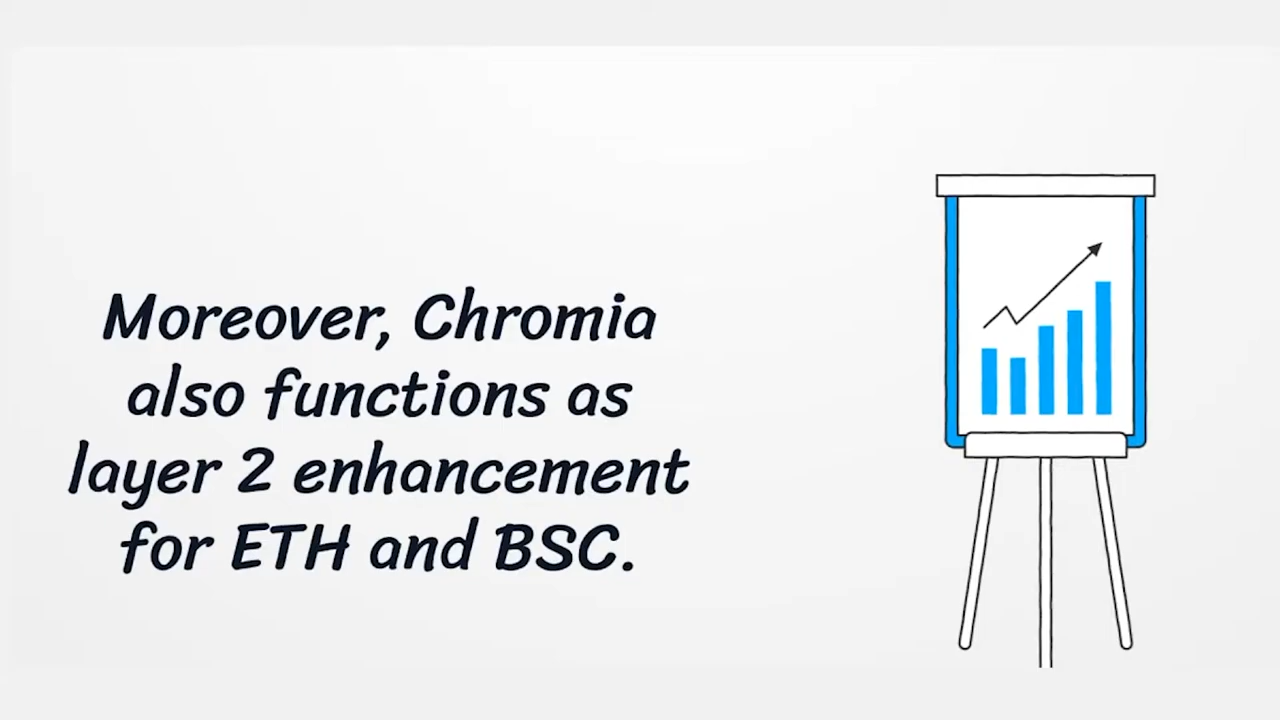 Moreover, Chromia
also functions as
layer 2 enhancement
for ETH and BSC.